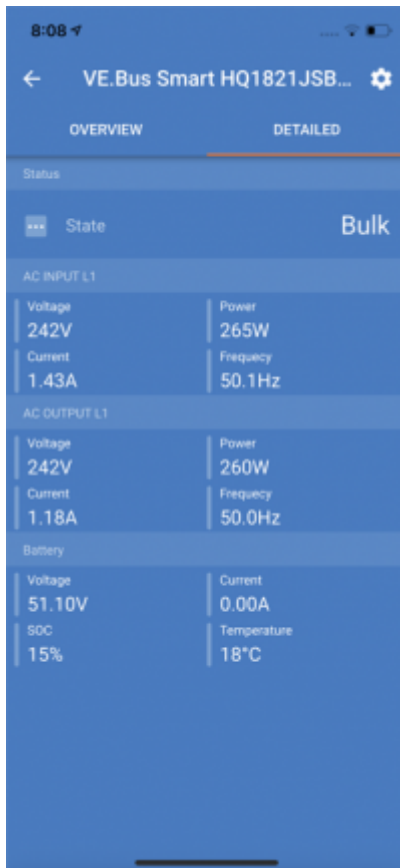 8:08
VE.Bus Smart HQ1821JSB...
OVERVIEW DETAILED
Status
State Bulk
AC INPUT L1
Voltage Power
242V 265W
Current Frequecy
1.43A 50.1Hz
AC OUTPUT L1
Voltage Power
242V 260W
Current Frequecy
1.18A 50.0Hz
Battery
Voltage Current
51.10V 0.00A
SOC Temperature
15% 18°C